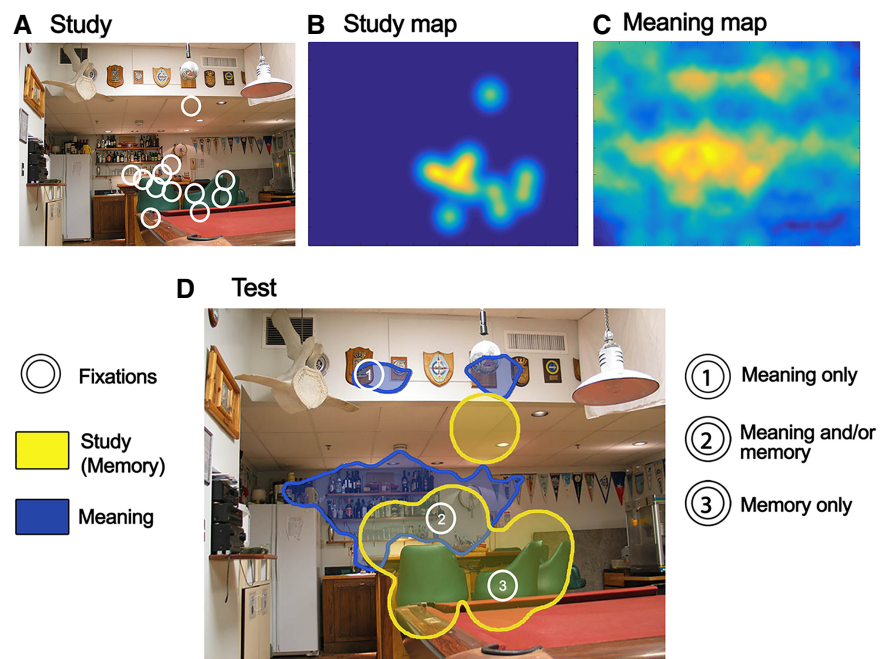 A Study
B Study map
C Meaning map
D Test
Fixations
Study
(Memory)
Meaning
1
2
3
1 Meaning only
2 Meaning and/or
memory
3 Memory only